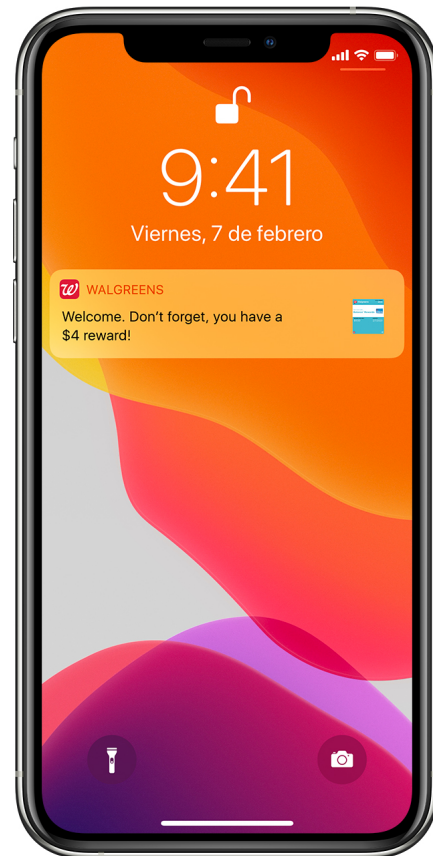 9:41
Viernes, 7 de febrero
WALGREENS
Welcome. Don't forget, you have a
$4 reward!